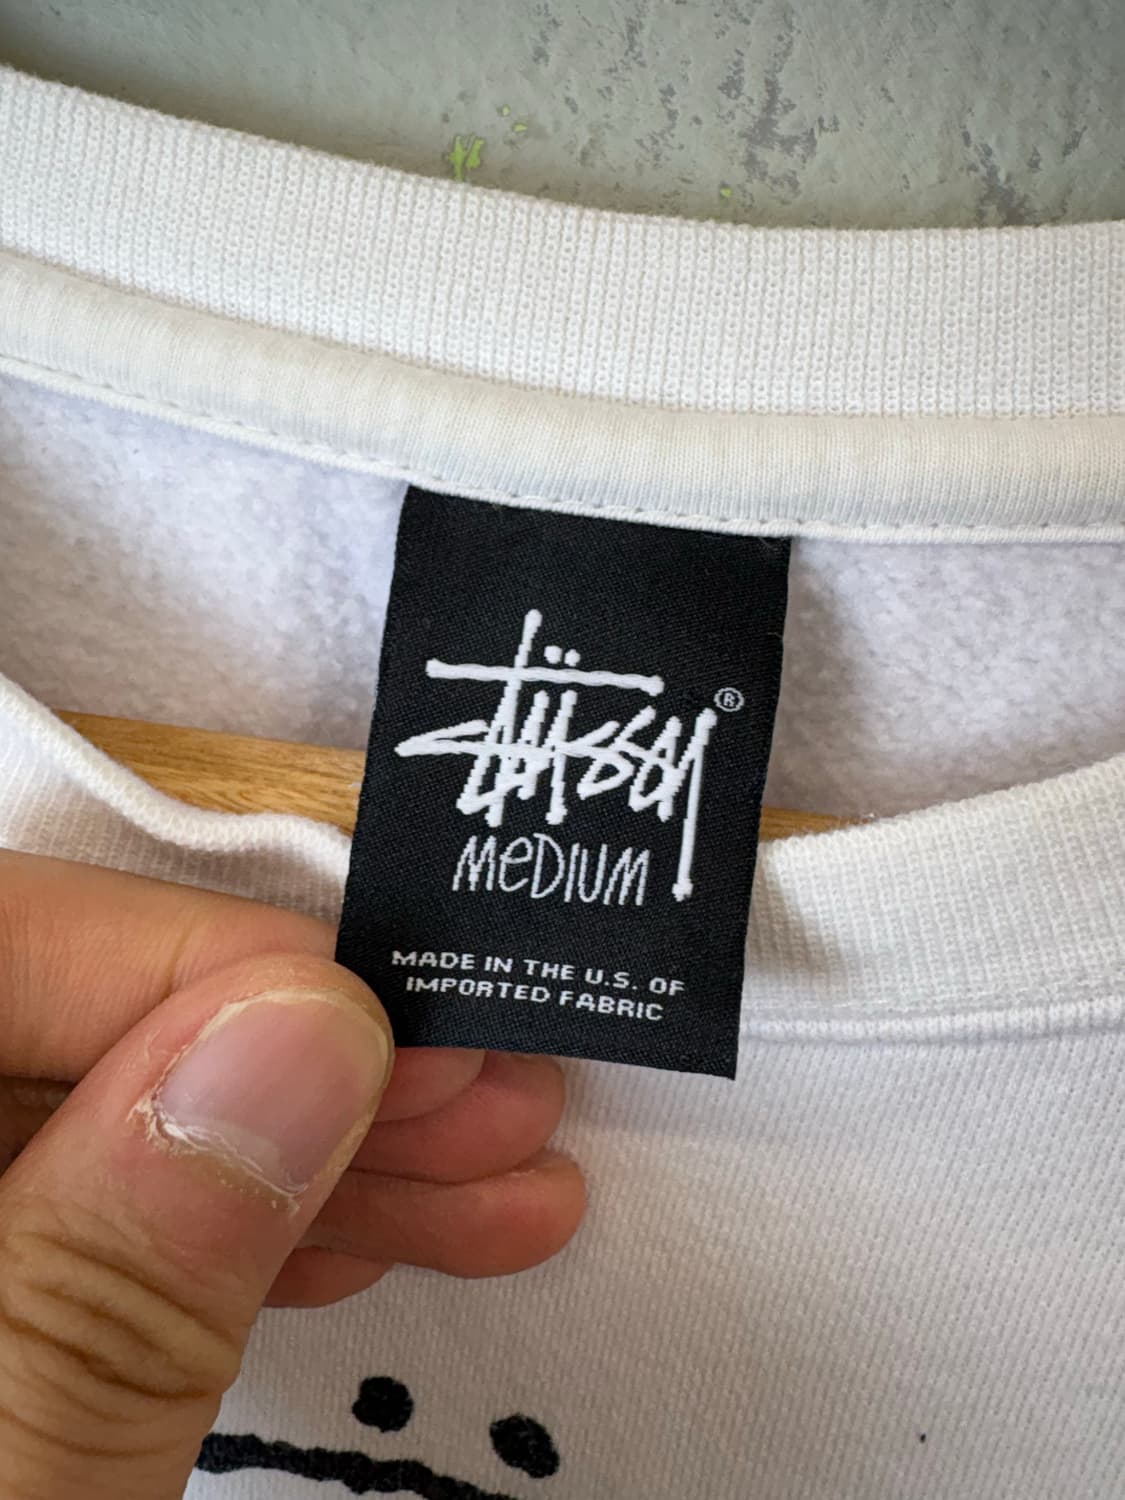 Stüssy ®
MeDIUM
MADE IN THE U.S. OF
IMPORTED FABRIC